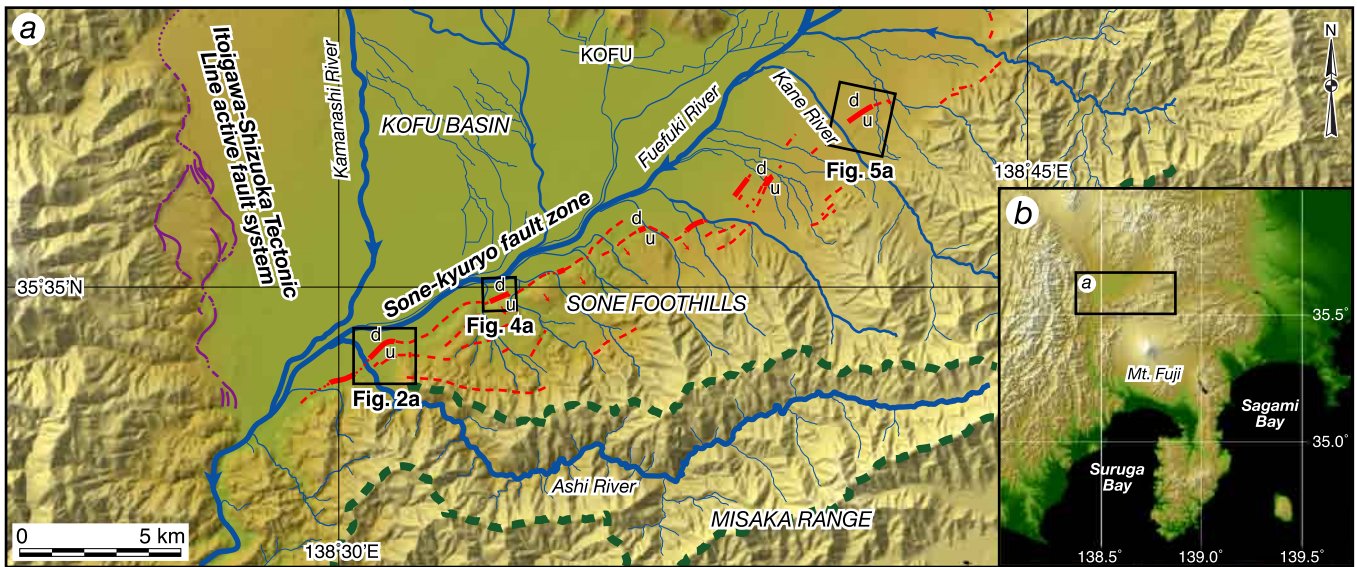 a
Itoigawa-Shizuoka Tectonic
Line active fault system
Kamanashi River
KOFU
KOFU BASIN
Fuefuki River
Kane River
d
u
Fig. 5a
N
138°45'E
d
u
d
u
Sone-kyuryo fault zone
35°35'N
d
u
Fig. 4a
SONE FOOTHILLS
d
u
Fig. 2a
Ashi River
MISAKA RANGE
0
5 km
138°30'E
b
a
35.5°
Mt. Fuji
Sagami
Bay
35.0°
Suruga
Bay
138.5°
139.0°
139.5°